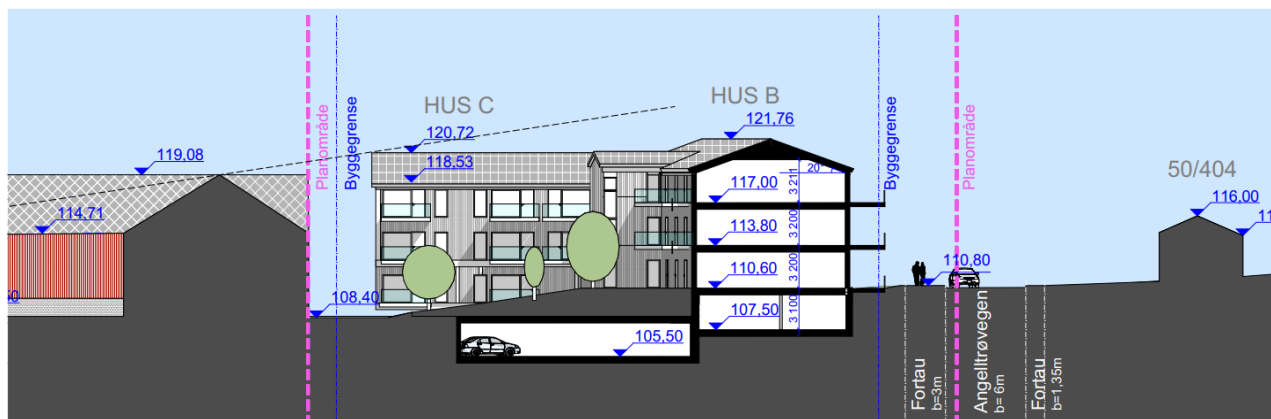 HUS C
HUS B
121,76
120,72
118,53
119,08
114,71
Planområde
Byggegrense
108,40
117,00
113,80
110,60
107,50
105,50
20°
3 211
3 200
3 200
3 100
Byggegrense
Planområde
110,80
50/404
116,00
Fortau
b=3m
Angelltrøvegen
b= 6m
Fortau
b=1,35m